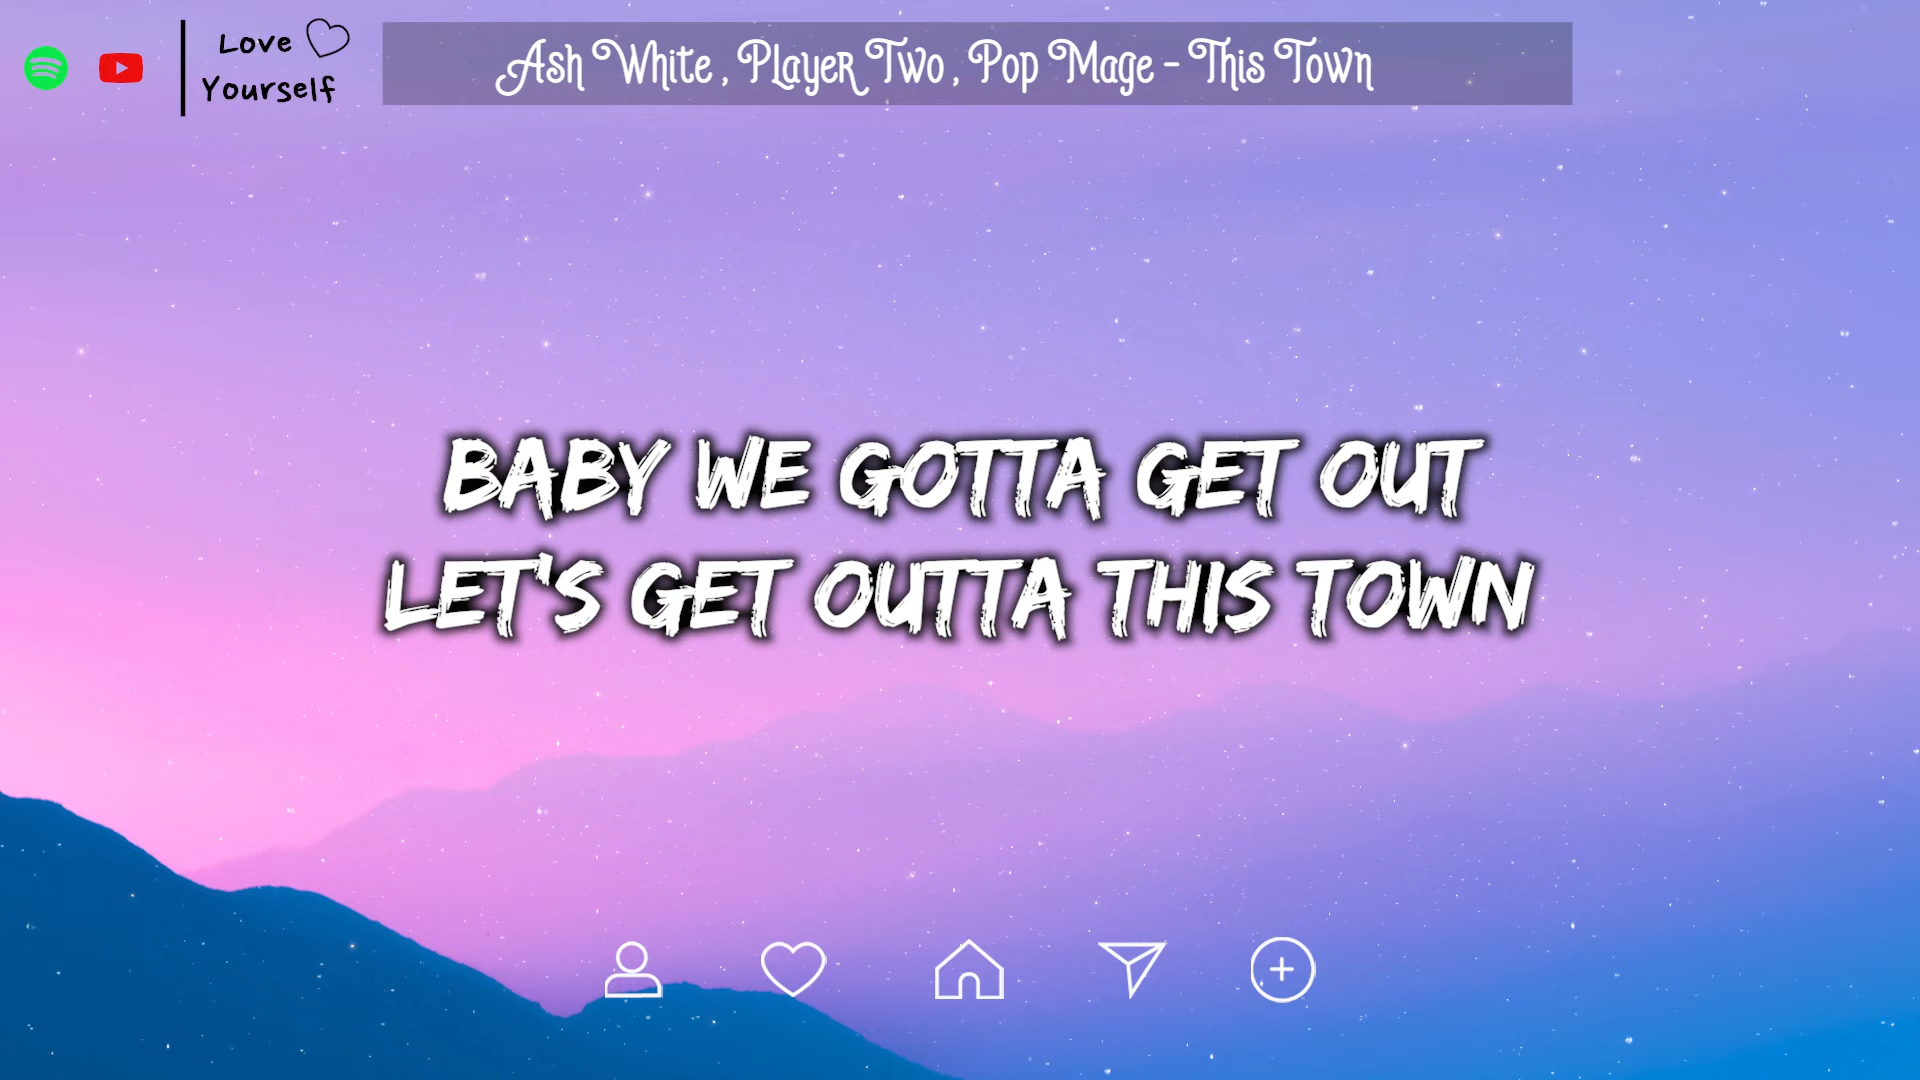 Love
Yourself
Ash White , Player Two , Pop Mage - This Town
BABY WE GOTTA GET OUT
LET'S GET OUTTA THIS TOWN